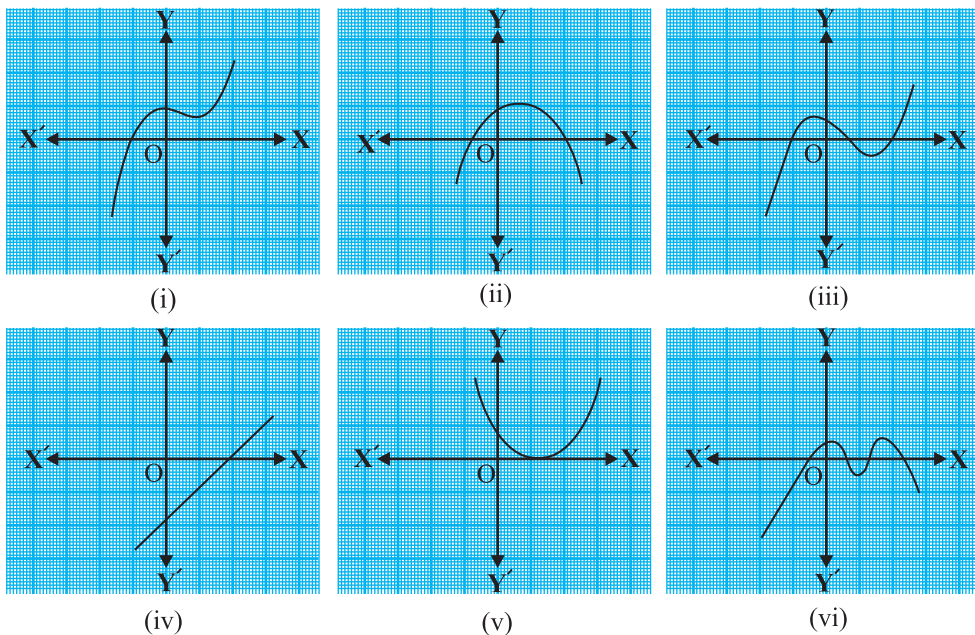 Y Y Y
X′ O X X′ O X X′ O X
Y′ Y′ Y′
(i) (ii) (iii)
Y Y Y
X′ O X X′ O X X′ O X
Y′ Y′ Y′
(iv) (v) (vi)